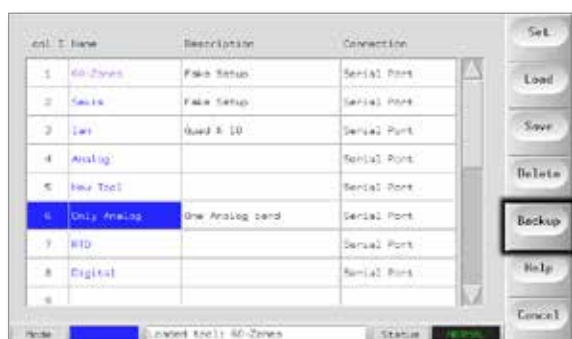 Name Description Connection
1 60-Zones Fake Setup Serial Port
2 Fake Setup Serial Port
3 Ian Quad & 10 Serial Port
4 Analog Serial Port
5 New Tool Serial Port
6 Only Analog One Analog card Serial Port
7 RTD Serial Port
8 Digital Serial Port
9
Mode Loaded tool: 60-Zones Status NORMAL
Set
Load
Save
Delete
Backup
Help
Cancel